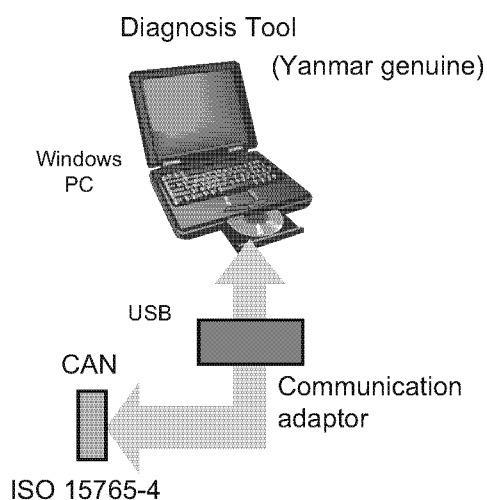 Diagnosis Tool
(Yanmar genuine)
Windows
PC
USB
CAN
Communication
adaptor
ISO 15765-4